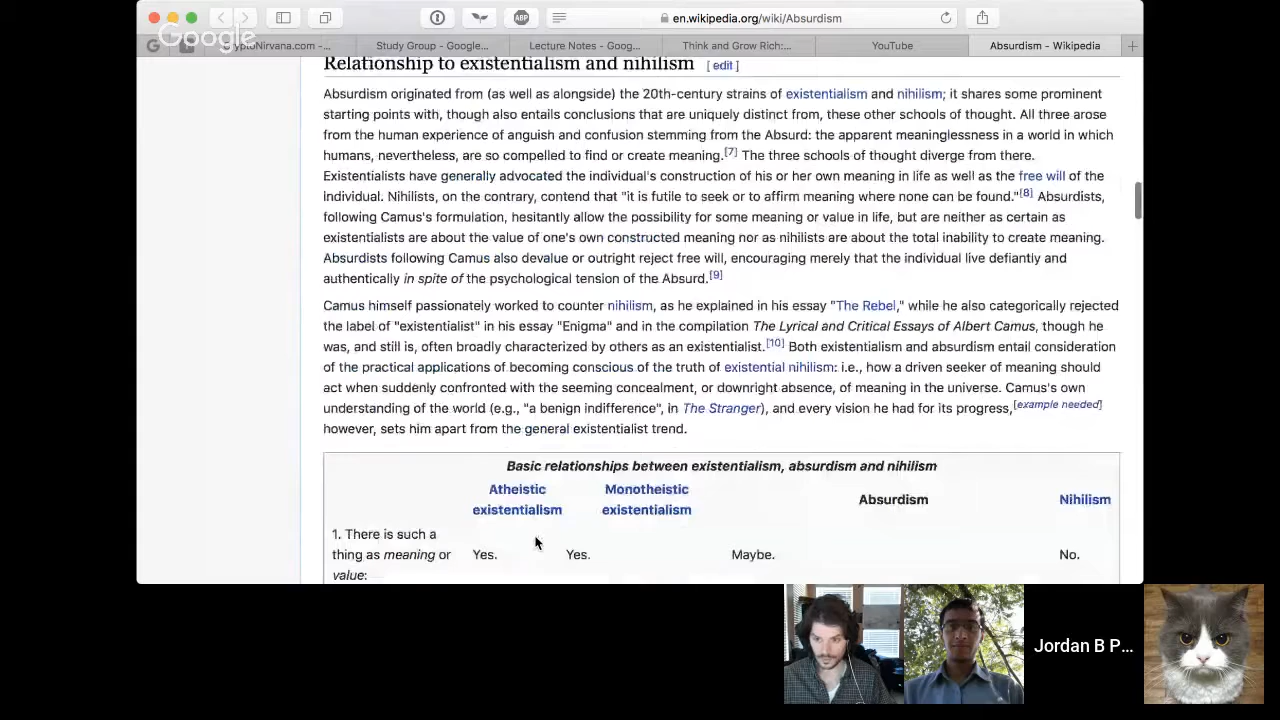 en.wikipedia.org/wiki/Absurdism
Google
CryptoNirvana.com -... Study Group - Google... Lecture Notes - Goog... Think and Grow Rich:... YouTube Absurdism - Wikipedia
Relationship to existentialism and nihilism [ edit ]
Absurdism originated from (as well as alongside) the 20th-century strains of existentialism and nihilism; it shares some prominent
starting points with, though also entails conclusions that are uniquely distinct from, these other schools of thought. All three arose
from the human experience of anguish and confusion stemming from the Absurd: the apparent meaninglessness in a world in which
humans, nevertheless, are so compelled to find or create meaning.[7] The three schools of thought diverge from there.
Existentialists have generally advocated the individual's construction of his or her own meaning in life as well as the free will of the
individual. Nihilists, on the contrary, contend that "it is futile to seek or to affirm meaning where none can be found."[8] Absurdists,
following Camus's formulation, hesitantly allow the possibility for some meaning or value in life, but are neither as certain as
existentialists are about the value of one's own constructed meaning nor as nihilists are about the total inability to create meaning.
Absurdists following Camus also devalue or outright reject free will, encouraging merely that the individual live defiantly and
authentically in spite of the psychological tension of the Absurd.[9]
Camus himself passionately worked to counter nihilism, as he explained in his essay "The Rebel," while he also categorically rejected
the label of "existentialist" in his essay "Enigma" and in the compilation The Lyrical and Critical Essays of Albert Camus, though he
was, and still is, often broadly characterized by others as an existentialist.[10] Both existentialism and absurdism entail consideration
of the practical applications of becoming conscious of the truth of existential nihilism: i.e., how a driven seeker of meaning should
act when suddenly confronted with the seeming concealment, or downright absence, of meaning in the universe. Camus's own
understanding of the world (e.g., "a benign indifference", in The Stranger), and every vision he had for its progress,[example needed]
however, sets him apart from the general existentialist trend.
Basic relationships between existentialism, absurdism and nihilism
Atheistic Monotheistic
existentialism existentialism Absurdism Nihilism
1. There is such a
thing as meaning or Yes. Yes. Maybe. No.
value:
Jordan B P...
ABP
G